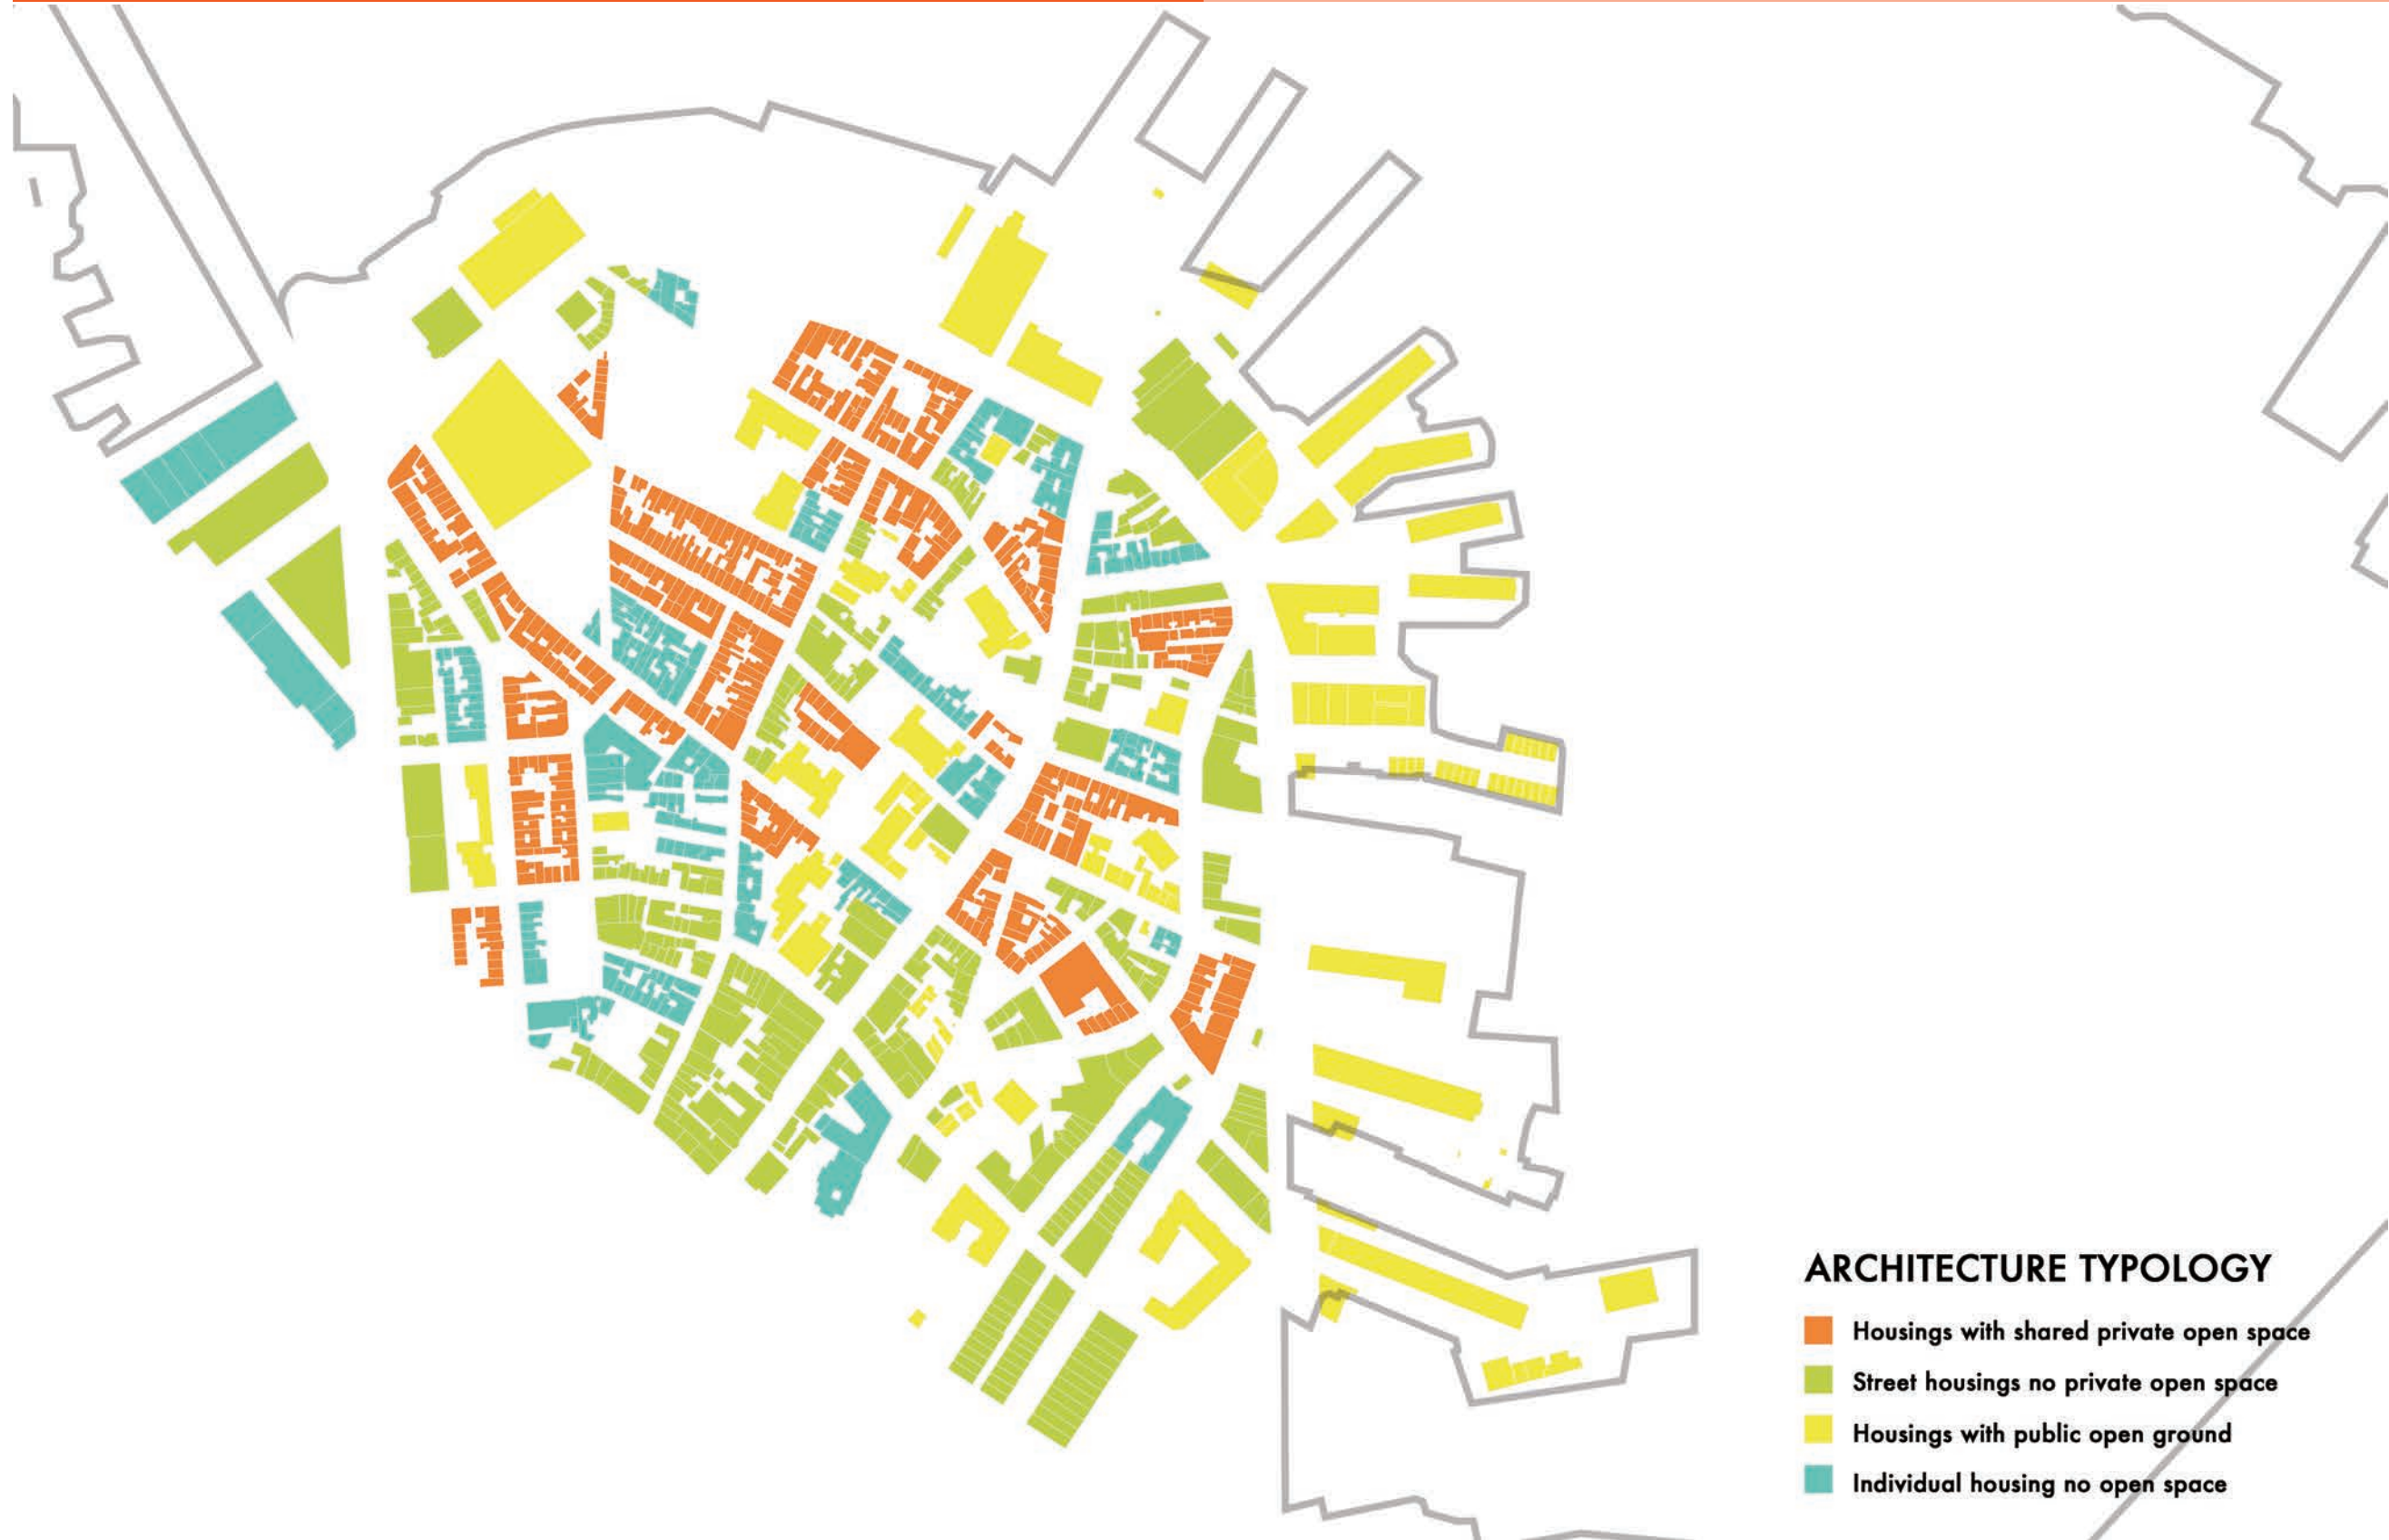 ARCHITECTURE TYPOLOGY
Housings with shared private open space
Street housings no private open space
Housings with public open ground
Individual housing no open space